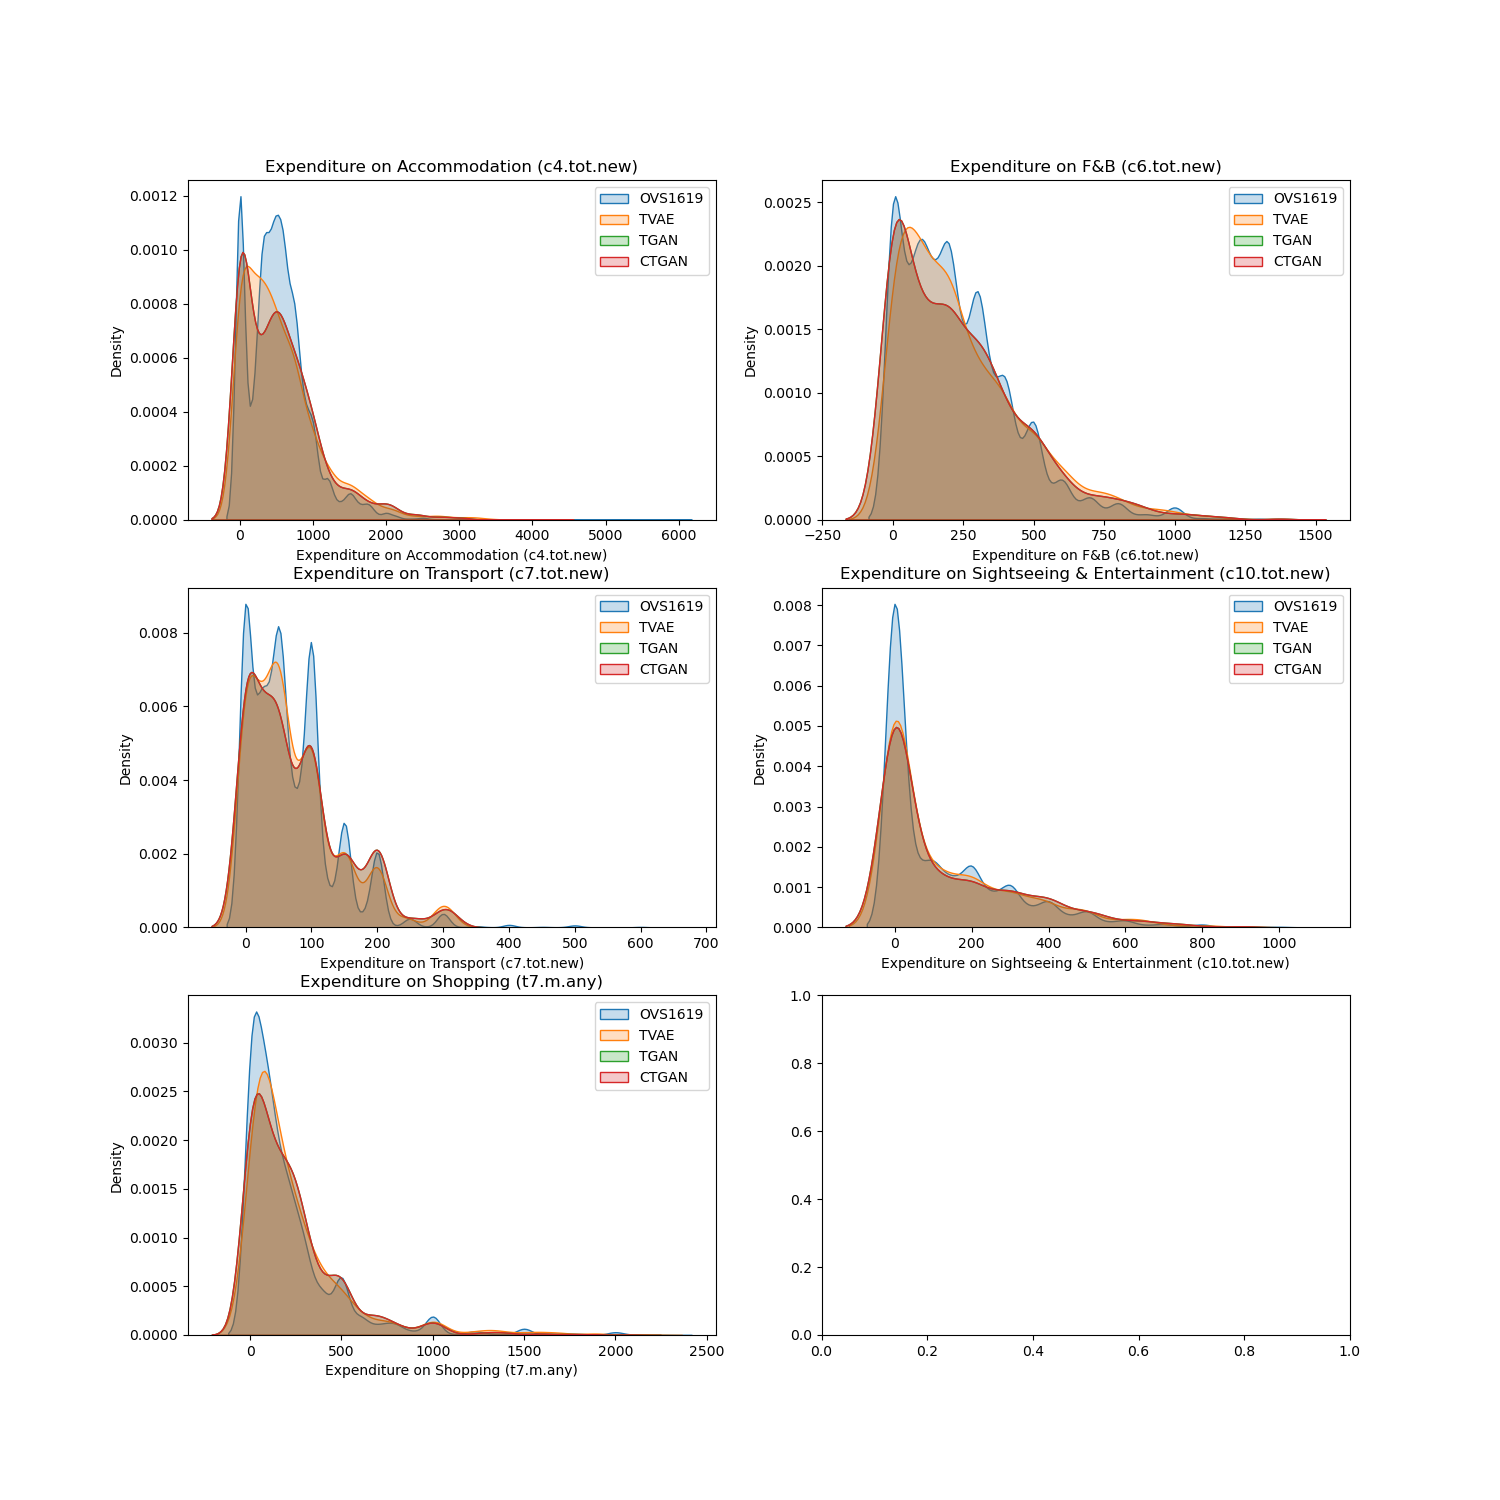 Expenditure on Accommodation (c4.tot.new)
0.0012
0.0010
0.0008
0.0006
0.0004
0.0002
0.0000
Density
OVS1619
TVAE
TGAN
CTGAN
0 1000 2000 3000 4000 5000 6000
Expenditure on Accommodation (c4.tot.new)
Expenditure on F&B (c6.tot.new)
0.0025
0.0020
0.0015
0.0010
0.0005
0.0000
Density
OVS1619
TVAE
TGAN
CTGAN
−250 0 250 500 750 1000 1250 1500
Expenditure on F&B (c6.tot.new)
Expenditure on Transport (c7.tot.new)
0.008
0.006
0.004
0.002
0.000
Density
OVS1619
TVAE
TGAN
CTGAN
0 100 200 300 400 500 600 700
Expenditure on Transport (c7.tot.new)
Expenditure on Sightseeing & Entertainment (c10.tot.new)
0.008
0.007
0.006
0.005
0.004
0.003
0.002
0.001
0.000
Density
OVS1619
TVAE
TGAN
CTGAN
0 200 400 600 800 1000
Expenditure on Sightseeing & Entertainment (c10.tot.new)
Expenditure on Shopping (t7.m.any)
0.0030
0.0025
0.0020
0.0015
0.0010
0.0005
0.0000
Density
OVS1619
TVAE
TGAN
CTGAN
0 500 1000 1500 2000 2500
Expenditure on Shopping (t7.m.any)
1.0
0.8
0.6
0.4
0.2
0.0
0.0 0.2 0.4 0.6 0.8 1.0